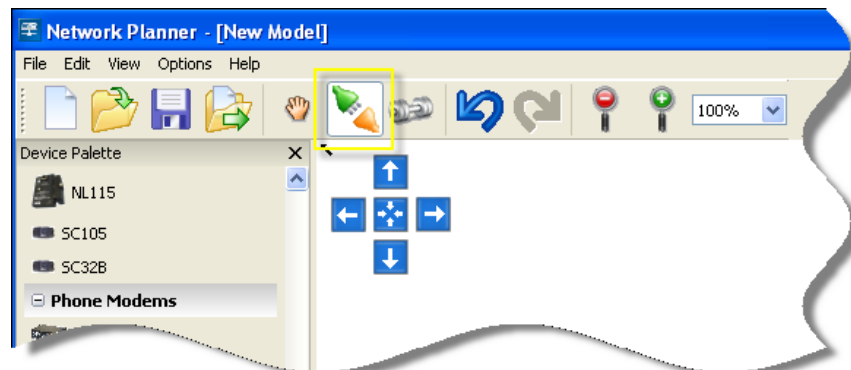 Network Planner - [New Model]
File Edit View Options Help
100%
Device Palette X
NL115
SC105
SC32B
Phone Modems